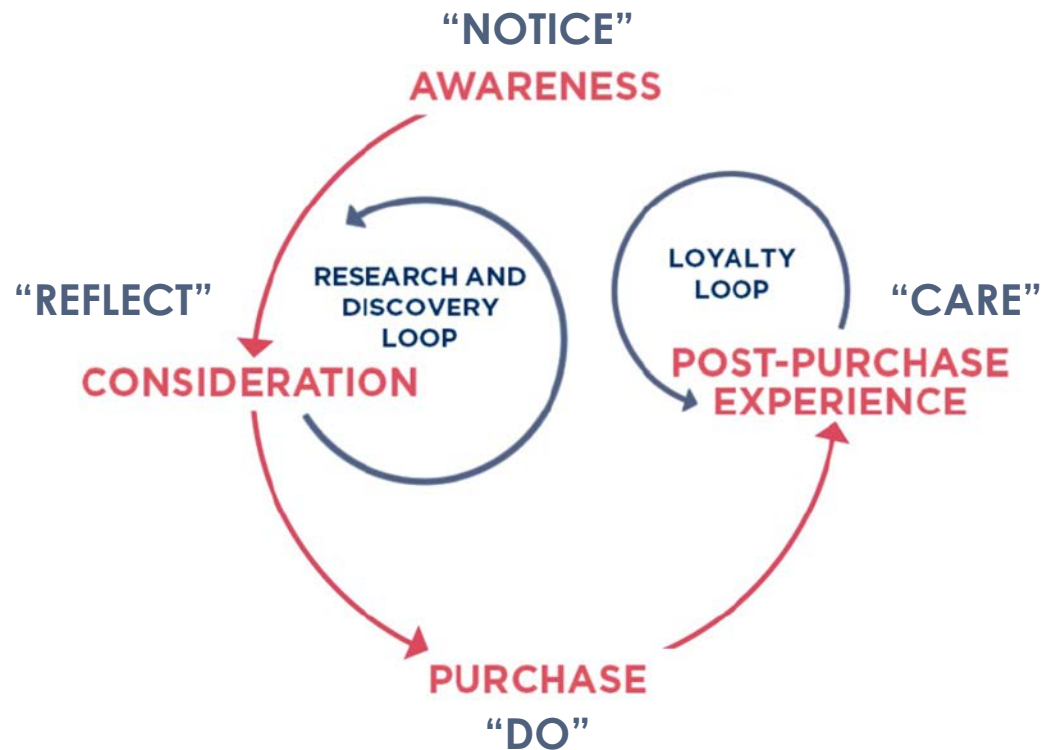 “NOTICE”
AWARENESS
RESEARCH AND
DISCOVERY
LOOP
LOYALTY
LOOP
“REFLECT”
“CARE”
CONSIDERATION
POST-PURCHASE
EXPERIENCE
PURCHASE
“DO”